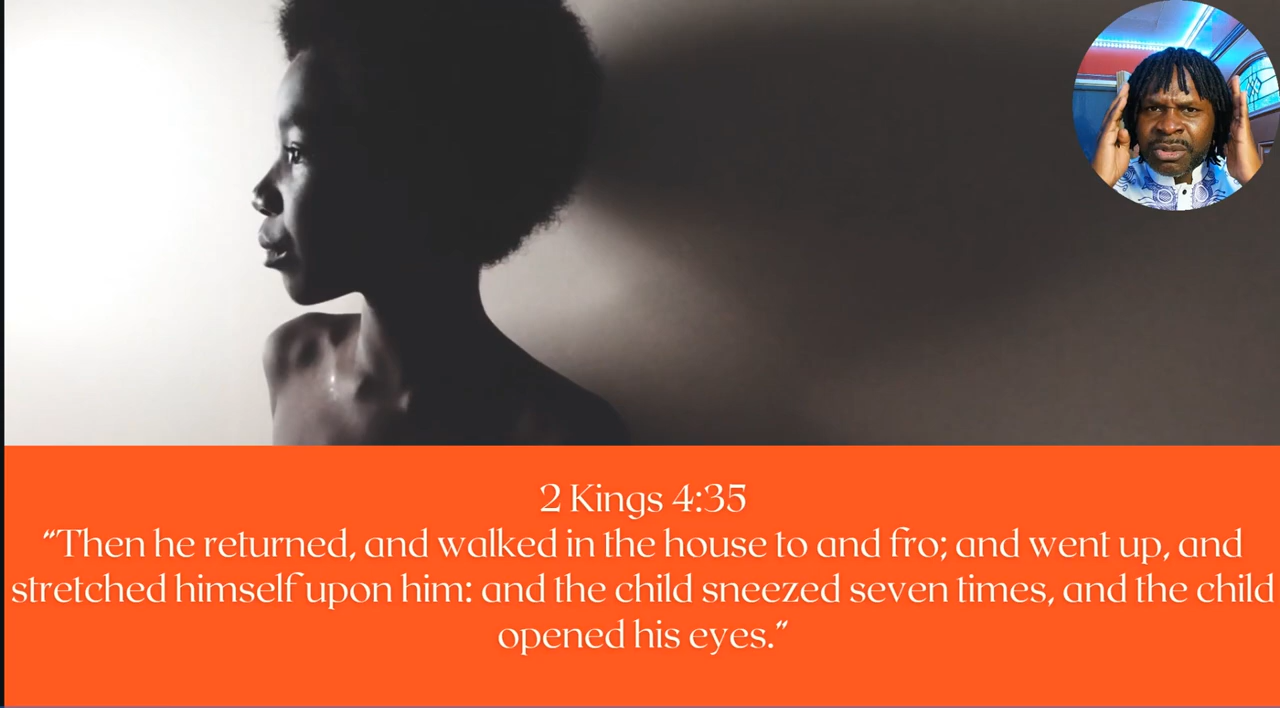 2 Kings 4:35
“Then he returned, and walked in the house to and fro; and went up, and
stretched himself upon him: and the child sneezed seven times, and the child
opened his eyes.“